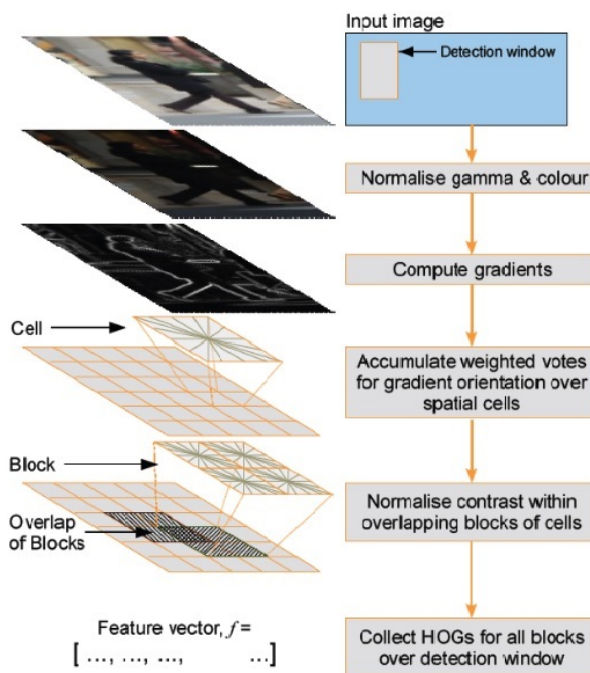 Input image
Detection window
Normalise gamma & colour
Compute gradients
Cell
Accumulate weighted votes
for gradient orientation over
spatial cells
Block
Normalise contrast within
overlapping blocks of cells
Overlap
of Blocks
Feature vector, f =
[ ..., ..., ..., ...]
Collect HOGs for all blocks
over detection window